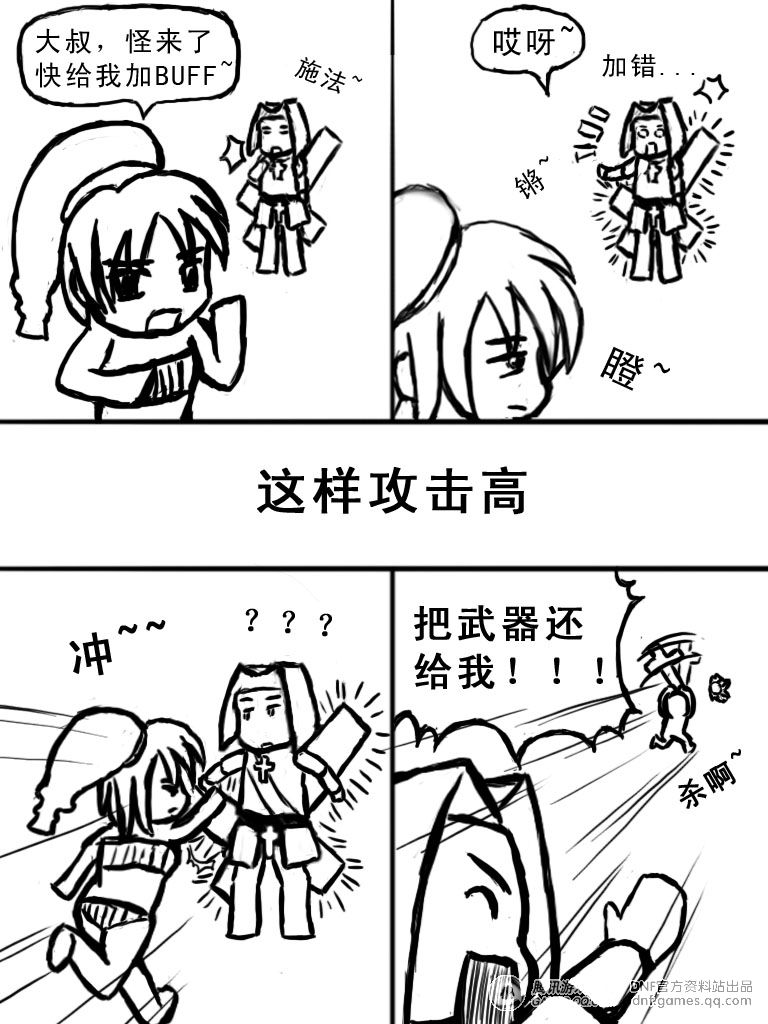 大叔，怪来了
快给我加BUFF~
施法~
哎呀~
加错...
锵~
瞪~
这样攻击高
冲~~
？？？
把武器还
给我！！！
杀啊~
DNF官方资料站出品
dnf.games.qq.com